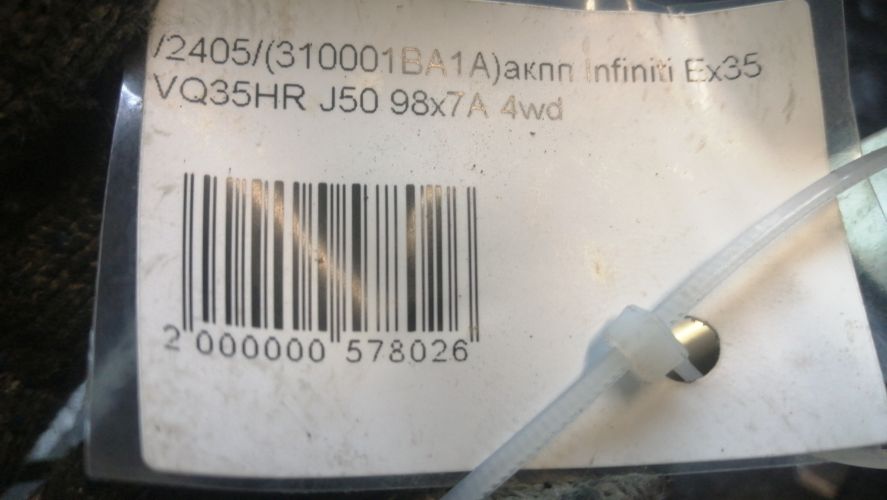 /2405/(310001BA1A)акпп Infiniti Ex35
VQ35HR J50 98x7A 4wd
2 000000 578026